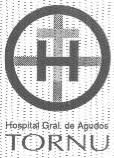 H
Hospital Gral. de Agudos
TORNU